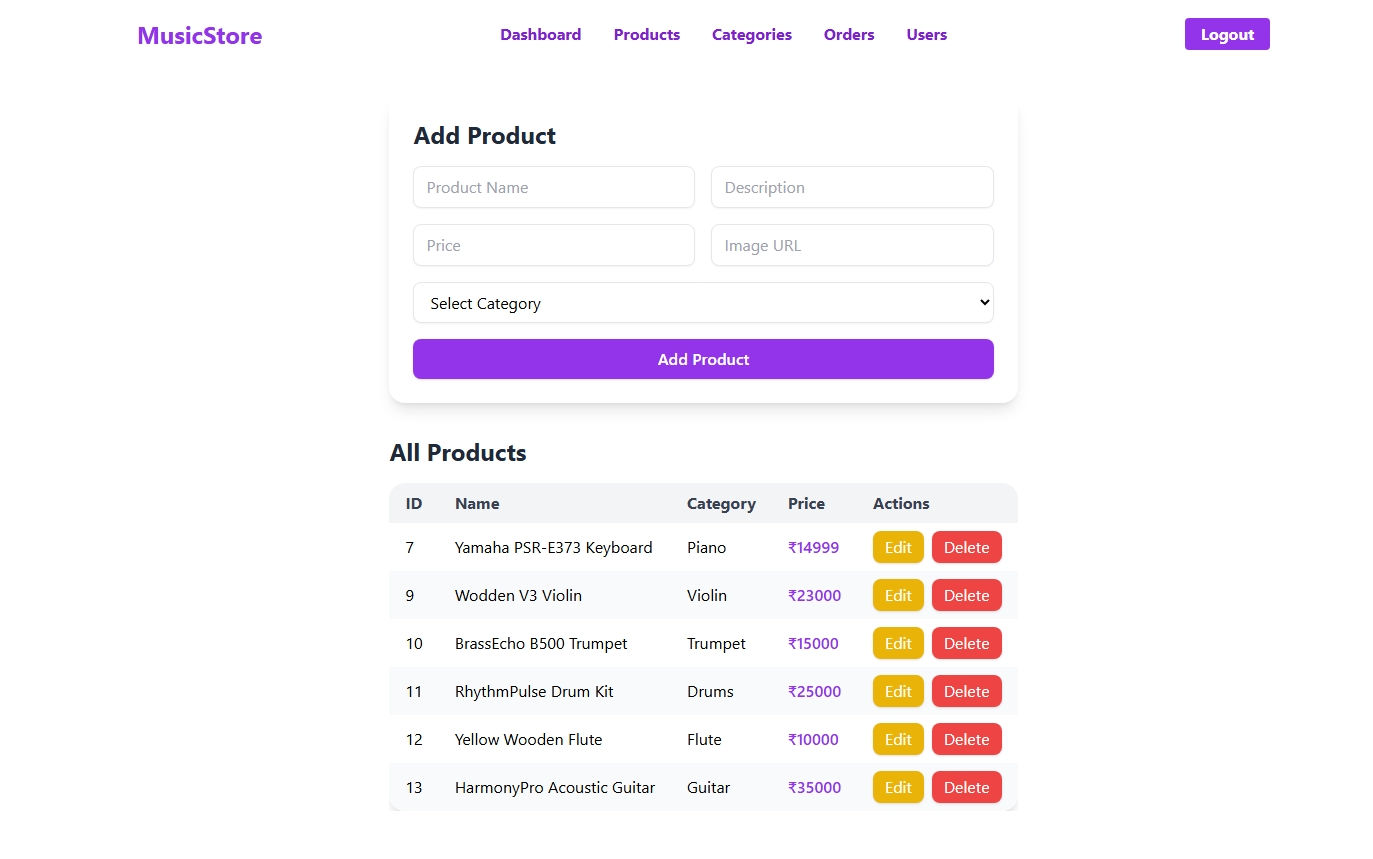 MusicStore Dashboard Products Categories Orders Users Logout
Add Product
Product Name Description
Price Image URL
Select Category
Add Product
All Products
ID Name Category Price Actions
7 Yamaha PSR-E373 Keyboard Piano ₹14999 Edit Delete
9 Wodden V3 Violin Violin ₹23000 Edit Delete
10 BrassEcho B500 Trumpet Trumpet ₹15000 Edit Delete
11 RhythmPulse Drum Kit Drums ₹25000 Edit Delete
12 Yellow Wooden Flute Flute ₹10000 Edit Delete
13 HarmonyPro Acoustic Guitar Guitar ₹35000 Edit Delete